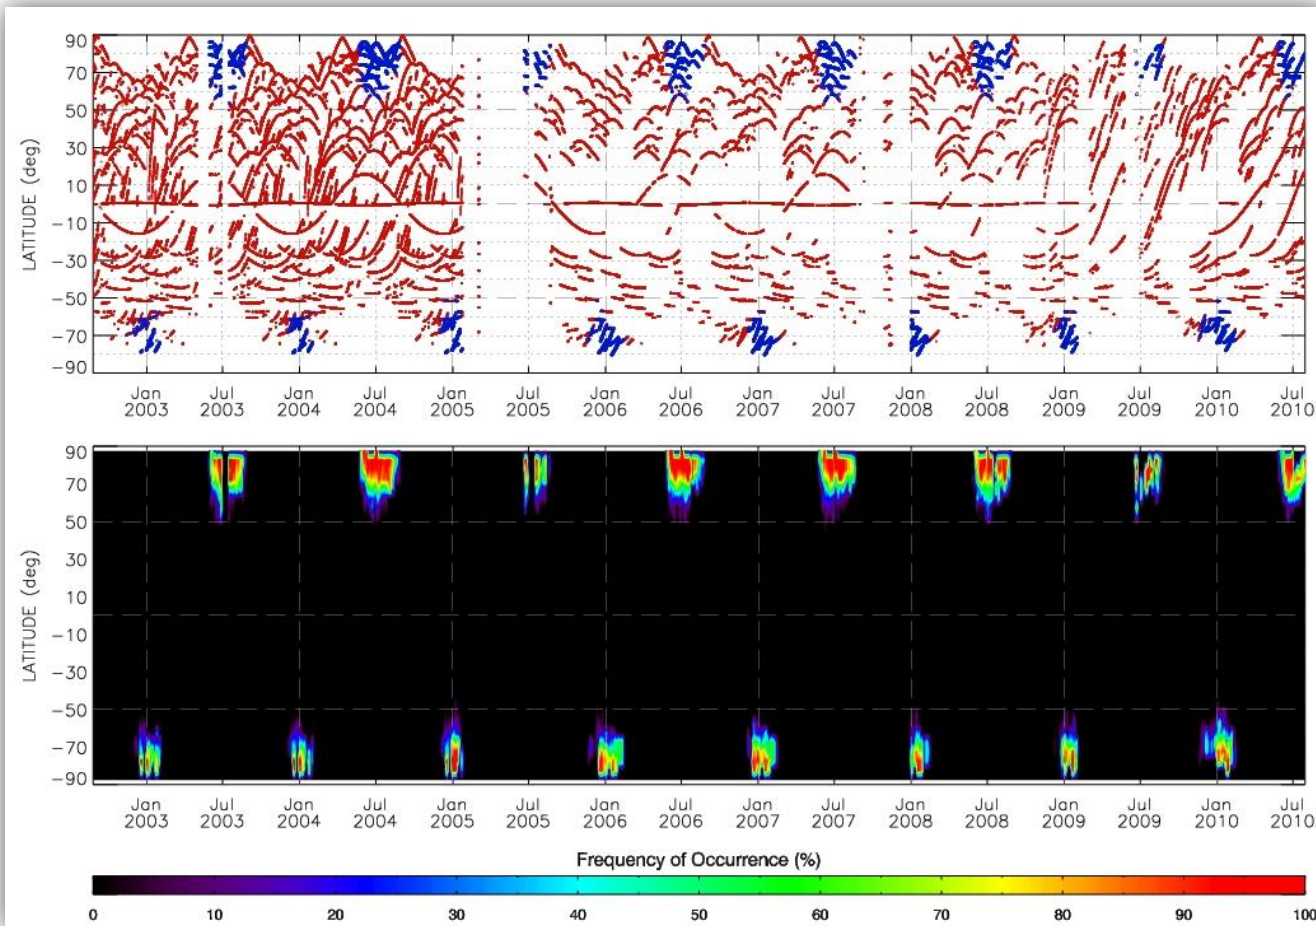 90
70
50
30
10
−10
−30
−50
−70
−90
LATITUDE (deg)
Jan Jul Jan Jul Jan Jul Jan Jul Jan Jul Jan Jul Jan Jul Jan Jul
2003 2003 2004 2004 2005 2005 2006 2006 2007 2007 2008 2008 2009 2009 2010 2010
90
70
50
30
10
−10
−30
−50
−70
−90
LATITUDE (deg)
Jan Jul Jan Jul Jan Jul Jan Jul Jan Jul Jan Jul Jan Jul Jan Jul
2003 2003 2004 2004 2005 2005 2006 2006 2007 2007 2008 2008 2009 2009 2010 2010
Frequency of Occurrence (%)
0 10 20 30 40 50 60 70 80 90 100